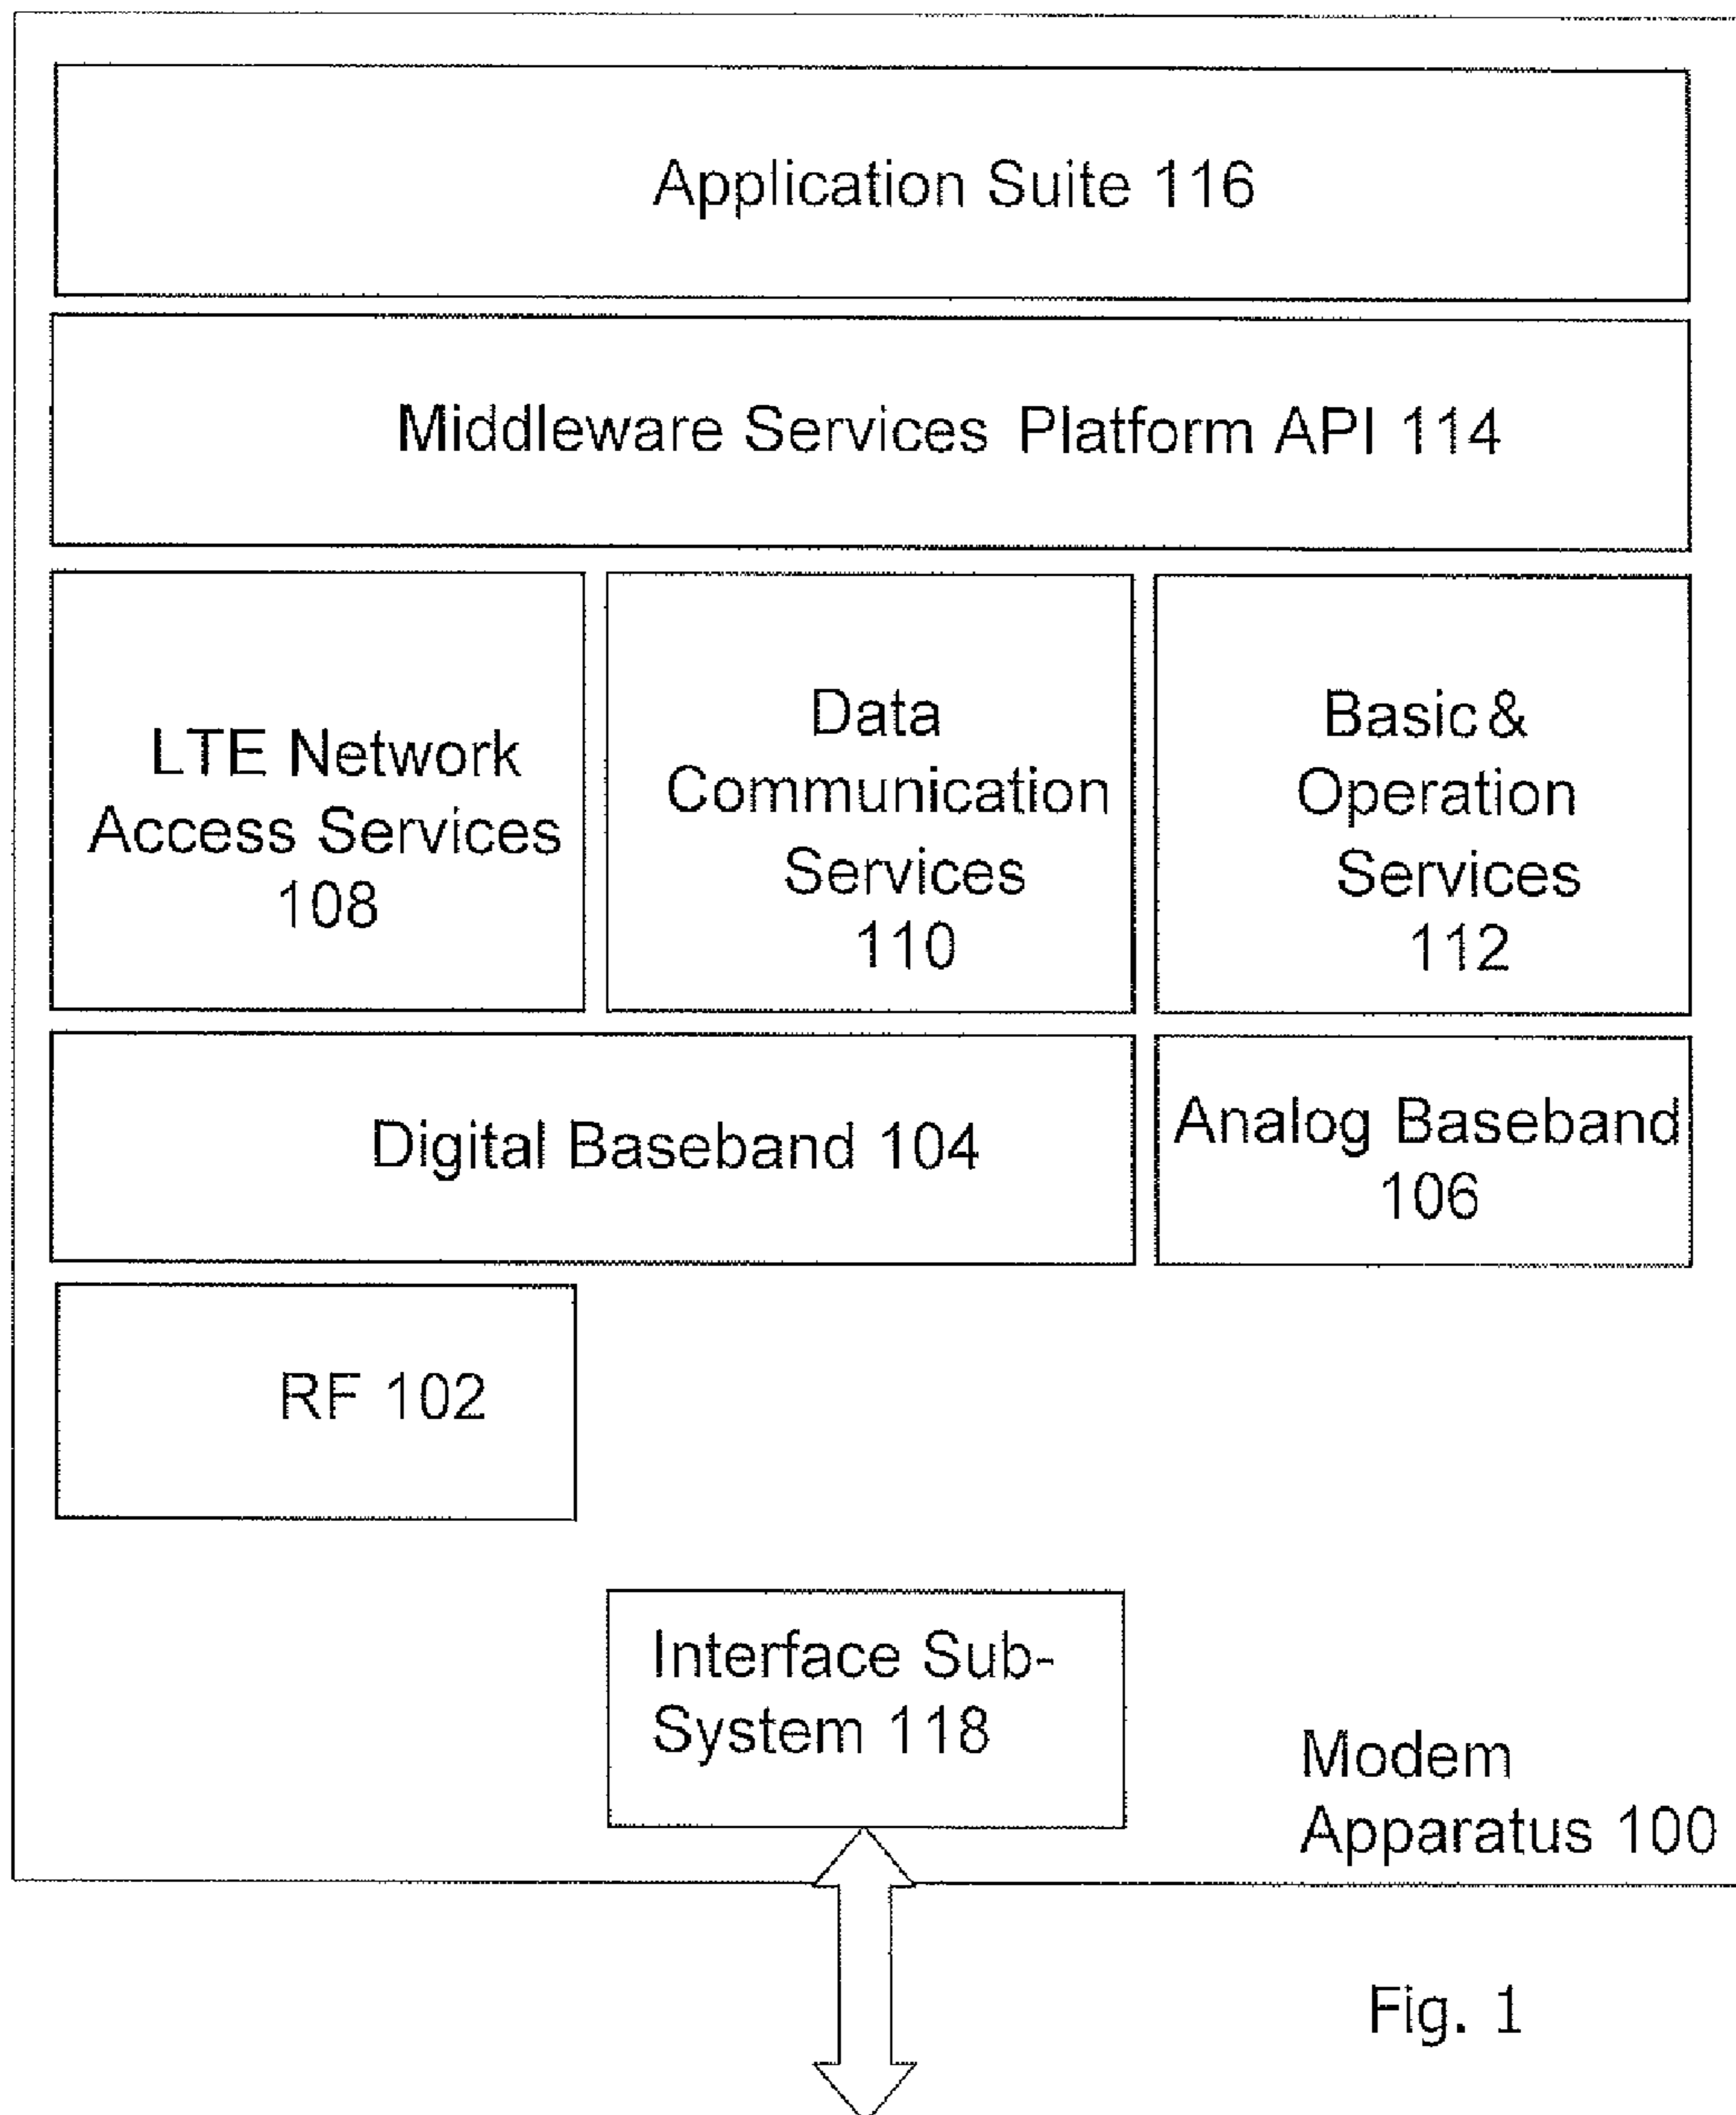 Application Suite 116
Middleware Services Platform API 114
LTE Network
Access Services
108
Data
Communication
Services
110
Basic & 
Operation
Services
112
Digital Baseband 104
Analog Baseband
106
RF 102
Interface Sub-
System 118
Modem
Apparatus 100
Fig. 1